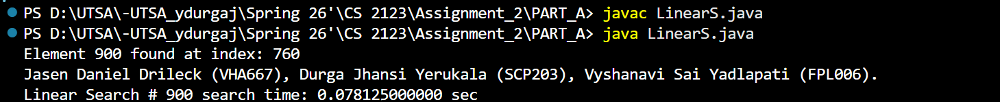 PS D:\UTSA\-UTSA_ydurgaj\Spring 26'\CS 2123\Assignment_2\PART_A> javac LinearS.java
PS D:\UTSA\-UTSA_ydurgaj\Spring 26'\CS 2123\Assignment_2\PART_A> java LinearS.java
Element 900 found at index: 760
Jasen Daniel Drileck (VHA667), Durga Jhansi Yerukala (SCP203), Vyshanavi Sai Yadlapati (FPL006).
Linear Search # 900 search time: 0.078125000000 sec